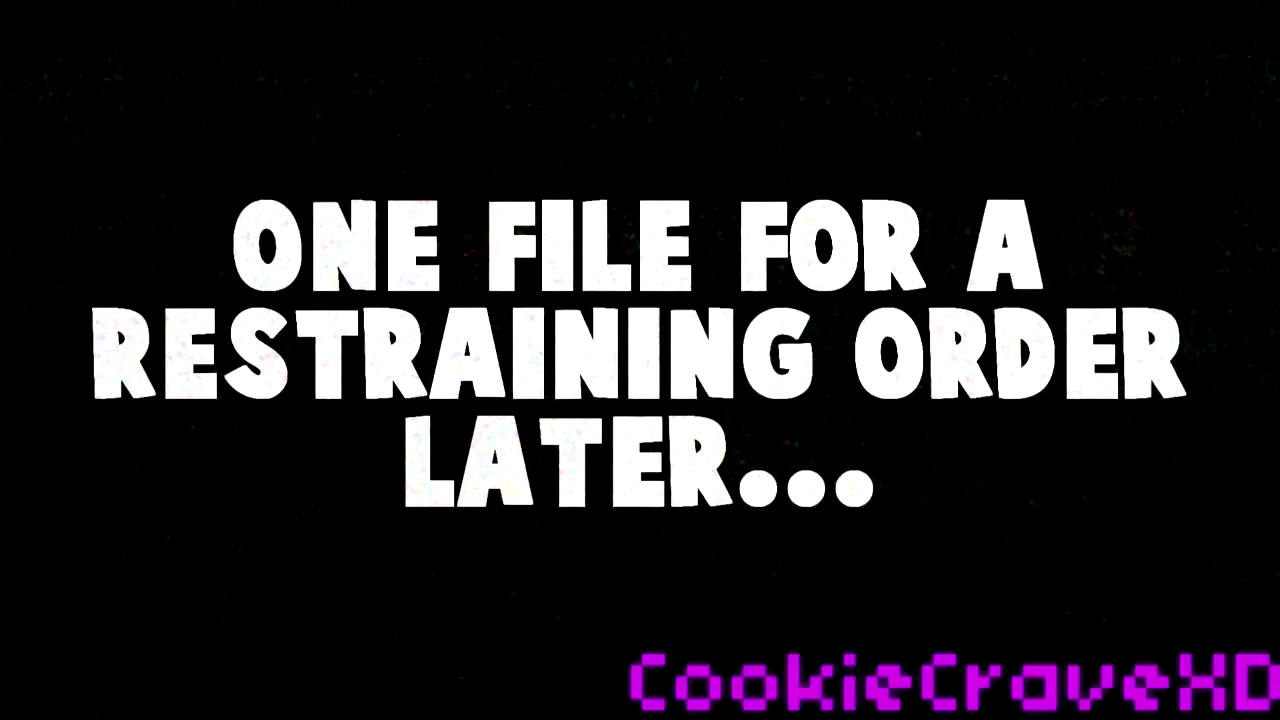 ONE FILE FOR A
RESTRAINING ORDER
LATER...
CookieCraveXD